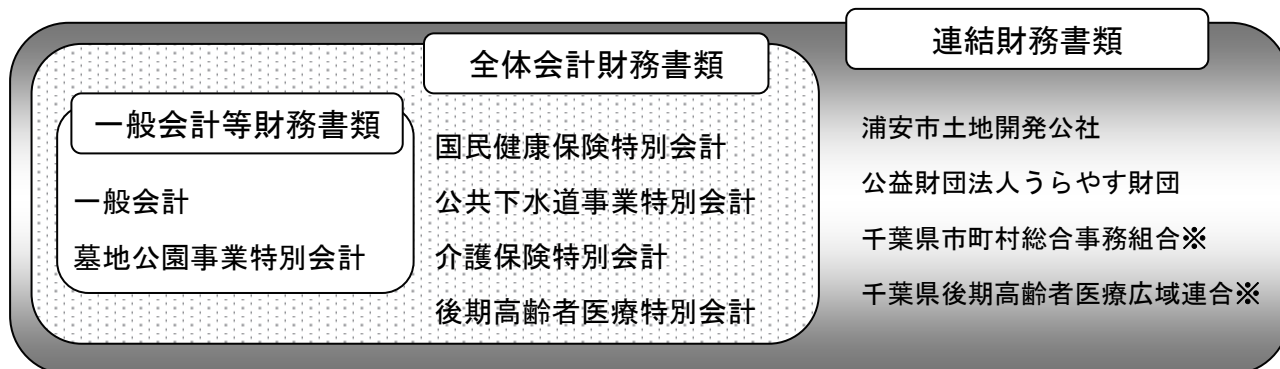 一般会計等財務書類
一般会計
墓地公園事業特別会計
全体会計財務書類
国民健康保険特別会計
公共下水道事業特別会計
介護保険特別会計
後期高齢者医療特別会計
連結財務書類
浦安市土地開発公社
公益財団法人うらやす財団
千葉県市町村総合事務組合※
千葉県後期高齢者医療広域連合※